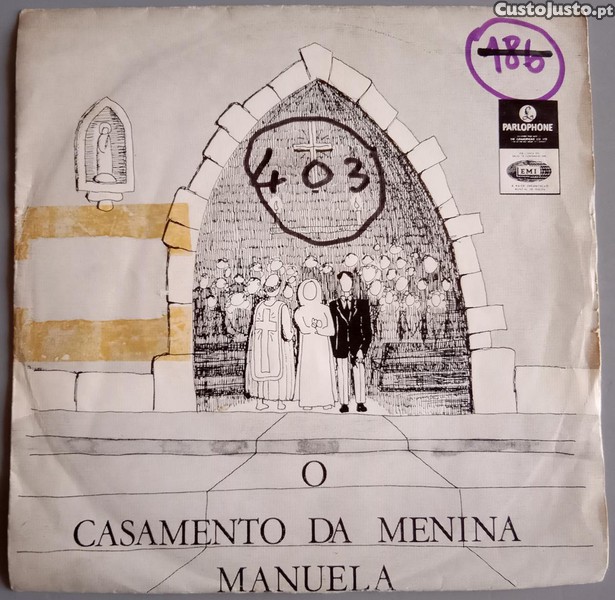 CustoJusto.pt
186
PARLOPHONE
403
EMI
O
CASAMENTO DA MENINA
MANUELA